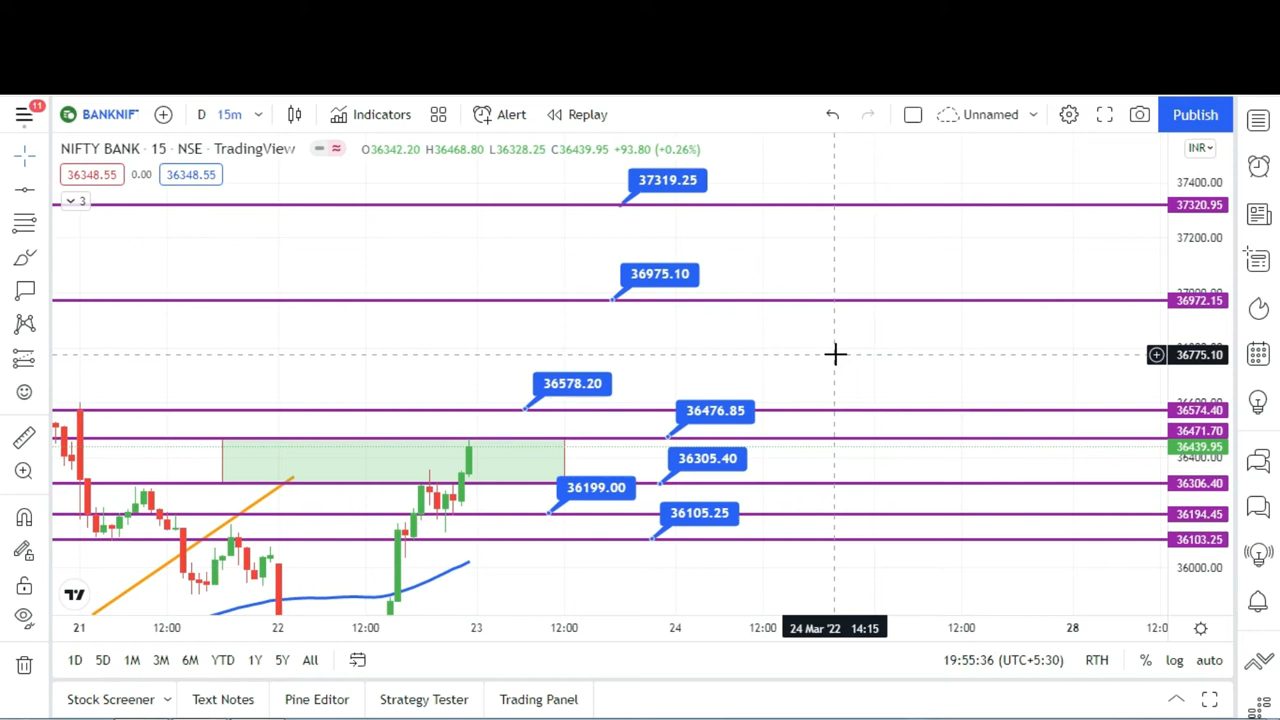 11
BANKNIF
D
15m
Indicators
Alert
Replay
Unnamed
Publish
NIFTY BANK · 15 · NSE · TradingView
O36342.20 H36468.80 L36328.25 C36439.95 +93.80 (+0.26%)
INR
36348.55
0.00
36348.55
3
37319.25
37400.00
37320.95
37200.00
36975.10
36972.15
36775.10
36578.20
36574.40
36476.85
36471.70
36439.95
36400.00
36305.40
36306.40
36199.00
36194.45
36105.25
36103.25
36000.00
21
12:00
22
12:00
23
12:00
24
12:00
24 Mar '22 14:15
12:00
28
1D
5D
1M
3M
6M
YTD
1Y
5Y
All
19:55:36 (UTC+5:30)
RTH
%
log
auto
Stock Screener
Text Notes
Pine Editor
Strategy Tester
Trading Panel